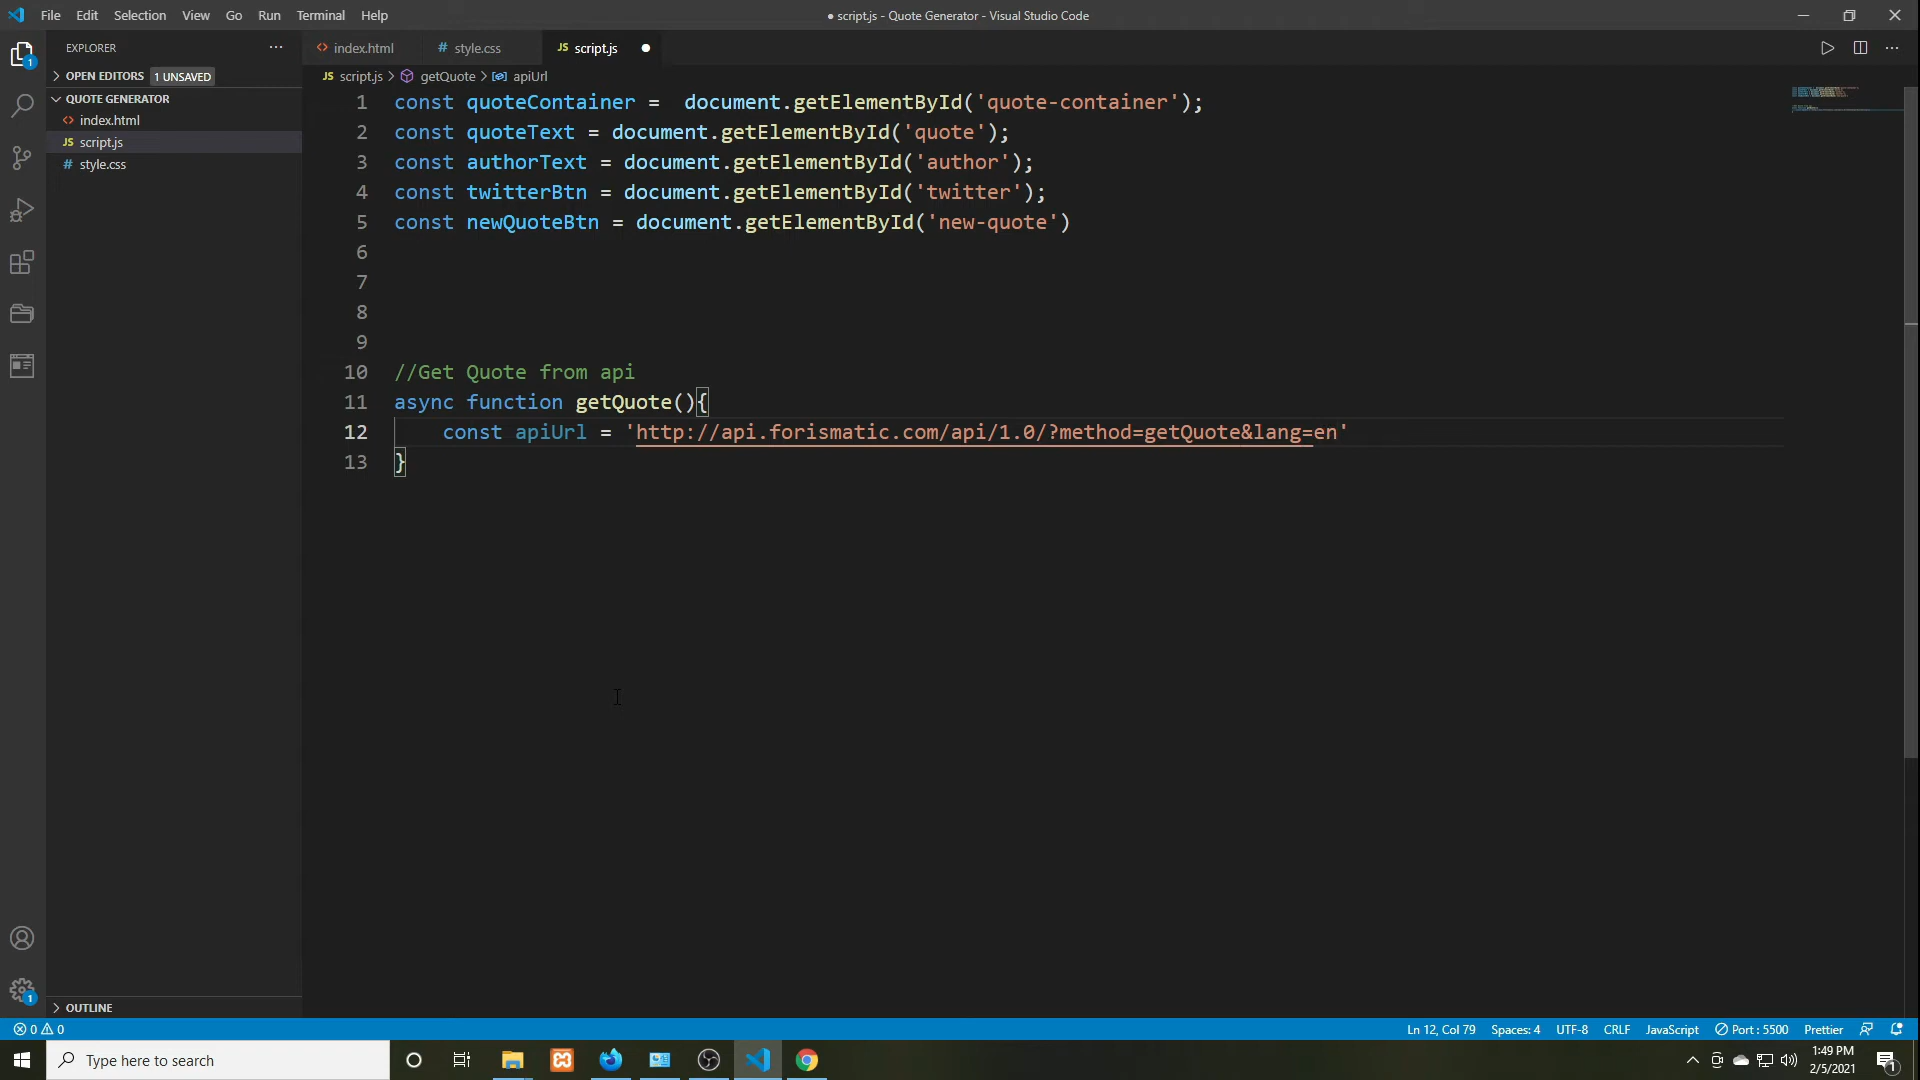 File Edit Selection View Go Run Terminal Help
● script.js - Quote Generator - Visual Studio Code
EXPLORER
OPEN EDITORS 1 UNSAVED
QUOTE GENERATOR
index.html
JS script.js
# style.css
OUTLINE
index.html # style.css JS script.js
JS script.js > getQuote > apiUrl
1 const quoteContainer =  document.getElementById('quote-container');
2 const quoteText = document.getElementById('quote');
3 const authorText = document.getElementById('author');
4 const twitterBtn = document.getElementById('twitter');
5 const newQuoteBtn = document.getElementById('new-quote')
6
7
8
9
10 //Get Quote from api
11 async function getQuote(){
12     const apiUrl = 'http://api.forismatic.com/api/1.0/?method=getQuote&lang=en'
13 }
1
1
0 0
Ln 12, Col 79 Spaces: 4 UTF-8 CRLF JavaScript Port : 5500 Prettier
Type here to search
1:49 PM
2/5/2021
1